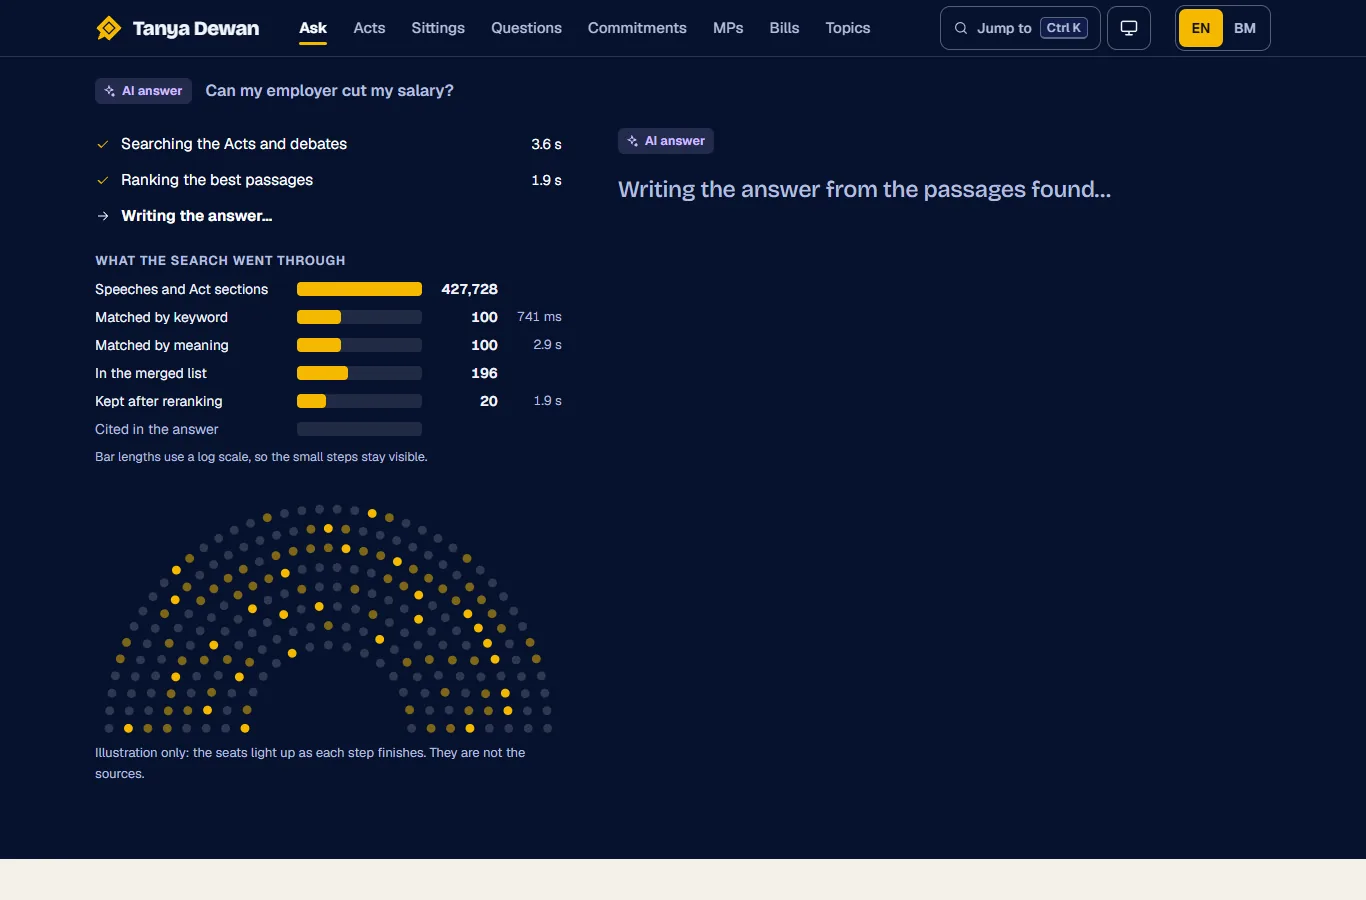 Tanya Dewan Ask Acts Sittings Questions Commitments MPs Bills Topics Jump to Ctrl K EN BM
AI answer Can my employer cut my salary?
Searching the Acts and debates 3.6 s
Ranking the best passages 1.9 s
Writing the answer...
AI answer
Writing the answer from the passages found...
WHAT THE SEARCH WENT THROUGH
Speeches and Act sections 427,728
Matched by keyword 100 741 ms
Matched by meaning 100 2.9 s
In the merged list 196
Kept after reranking 20 1.9 s
Cited in the answer
Bar lengths use a log scale, so the small steps stay visible.
Illustration only: the seats light up as each step finishes. They are not the
sources.